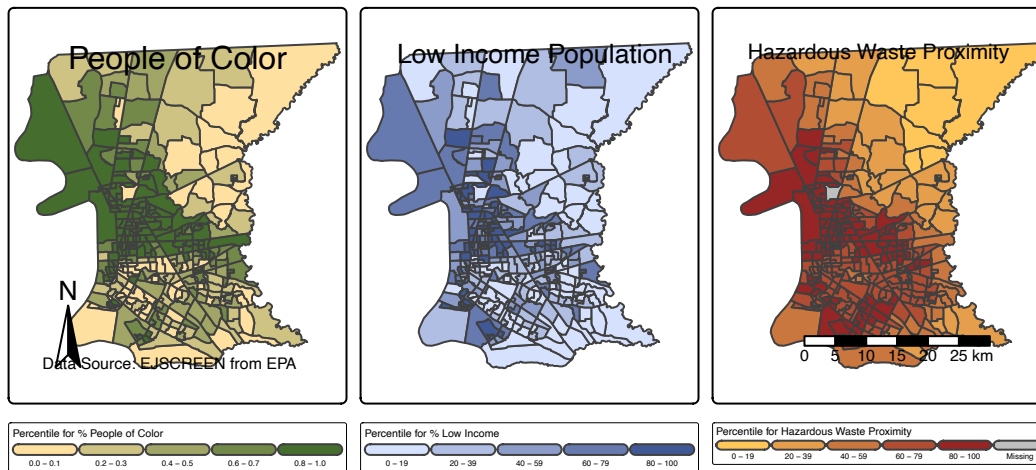 People of Color
Low Income Population
Hazardous Waste Proximity
N
Data Source: EJSCREEN from EPA
0 5 10 15 20 25 km
Percentile for % People of Color
0.0 – 0.1 0.2 – 0.3 0.4 – 0.5 0.6 – 0.7 0.8 – 1.0
Percentile for % Low Income
0 – 19 20 – 39 40 – 59 60 – 79 80 – 100
Percentile for Hazardous Waste Proximity
0 – 19 20 – 39 40 – 59 60 – 79 80 – 100 Missing